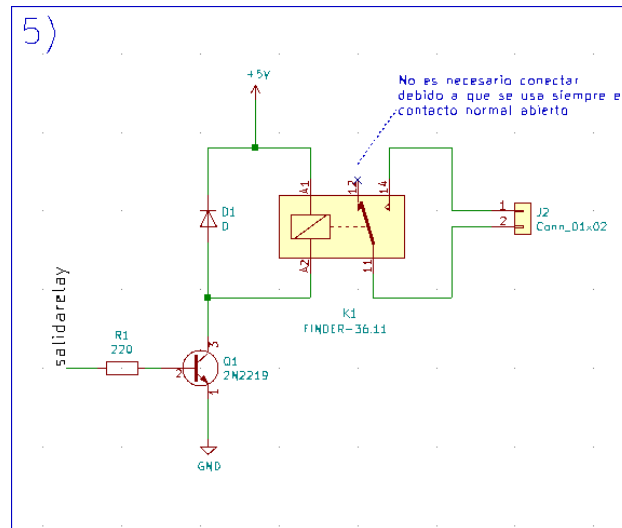 5)
+5V
No es necesario conectar
debido a que se usa siempre e
contacto normal abierto
A1
12
14
D1
D
1
2
J2
Conn_01x02
A2
11
K1
FINDER-36.11
salidarelay
R1
220
3
2
Q1
2N2219
1
GND